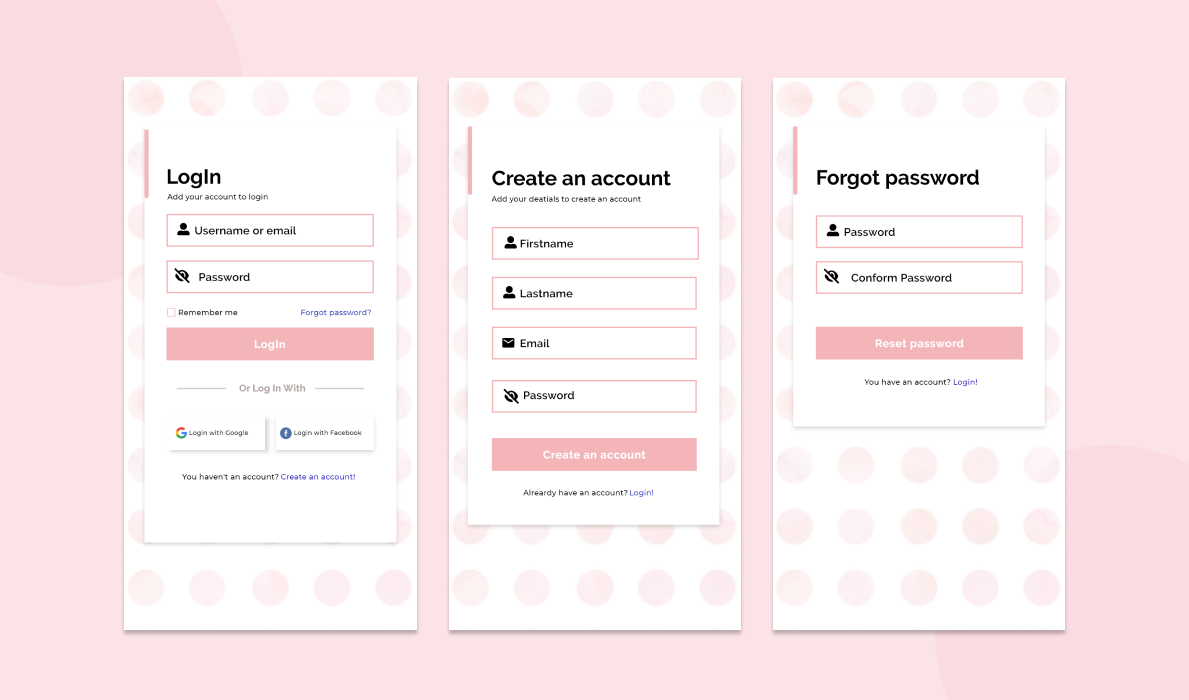 LogIn
Add your account to login
Username or email
Password
Remember me
Forgot password?
LogIn
Or Log In With
Login with Google
Login with Facebook
You haven't an account? Create an account!
Create an account
Add your deatials to create an account
Firstname
Lastname
Email
Password
Create an account
Alreardy have an account? Login!
Forgot password
Password
Conform Password
Reset password
You have an account? Login!